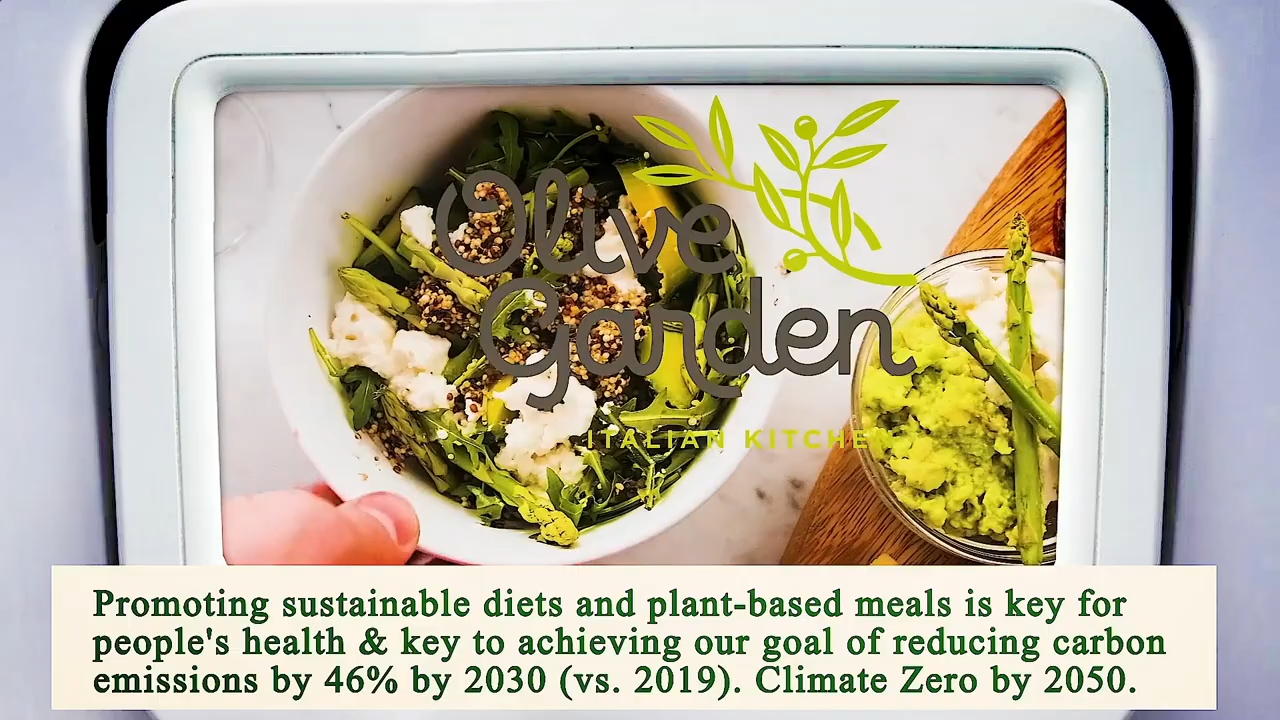 Olive
Garden
ITALIAN KITCHEN
Promoting sustainable diets and plant-based meals is key for
people's health & key to achieving our goal of reducing carbon
emissions by 46% by 2030 (vs. 2019). Climate Zero by 2050.